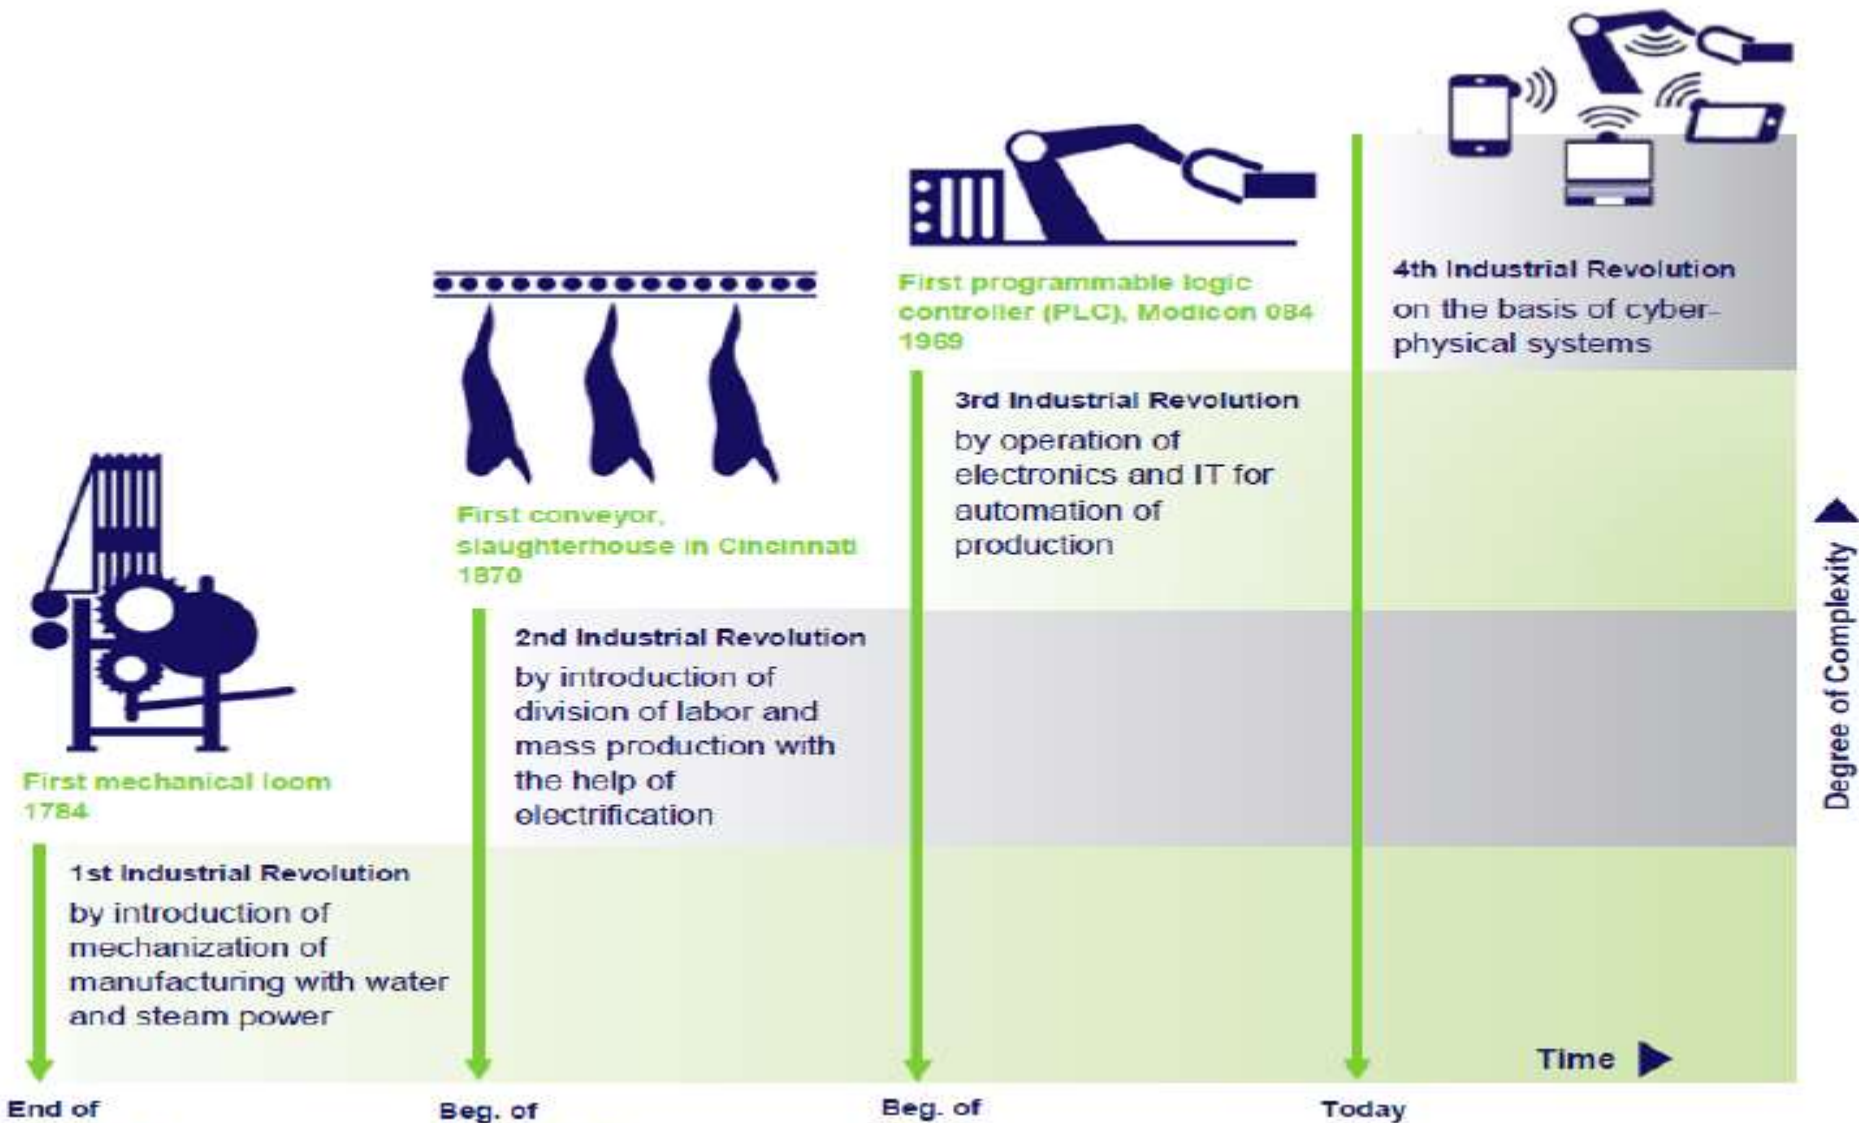 First mechanical loom
1784
1st Industrial Revolution
by introduction of
mechanization of
manufacturing with water
and steam power
First conveyor,
slaughterhouse in Cincinnati
1870
2nd Industrial Revolution
by introduction of
division of labor and
mass production with
the help of
electrification
First programmable logic
controller (PLC), Modicon 084
1969
3rd Industrial Revolution
by operation of
electronics and IT for
automation of
production
4th Industrial Revolution
on the basis of cyber-
physical systems
Degree of Complexity
Time
End of
Beg. of
Beg. of
Today